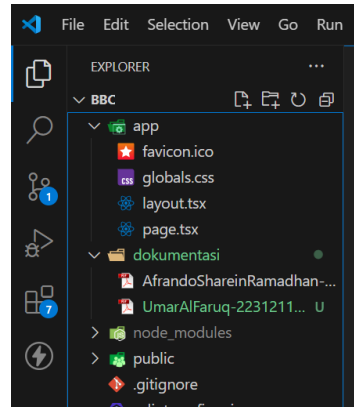 File Edit Selection View Go Run
EXPLORER ...
BBC
app
favicon.ico
css globals.css
layout.tsx
page.tsx
1
dokumentasi
AfrandoShareinRamadhan-...
UmarAlFaruq-2231211... U
7
node_modules
public
.gitignore